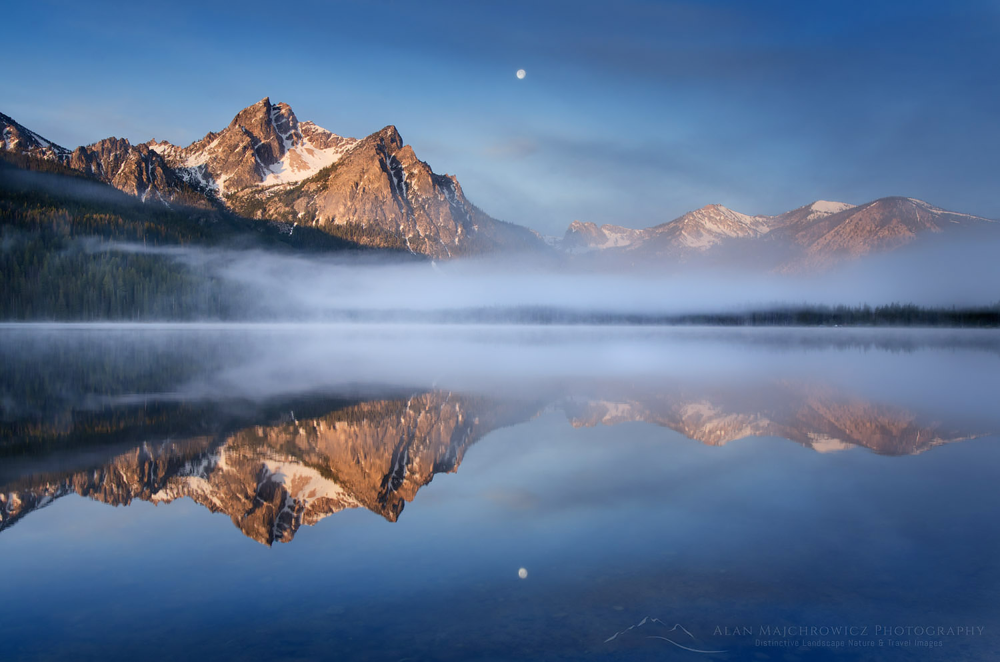 Alan Majchrowicz Photography
Distinctive Landscape Nature & Travel Images